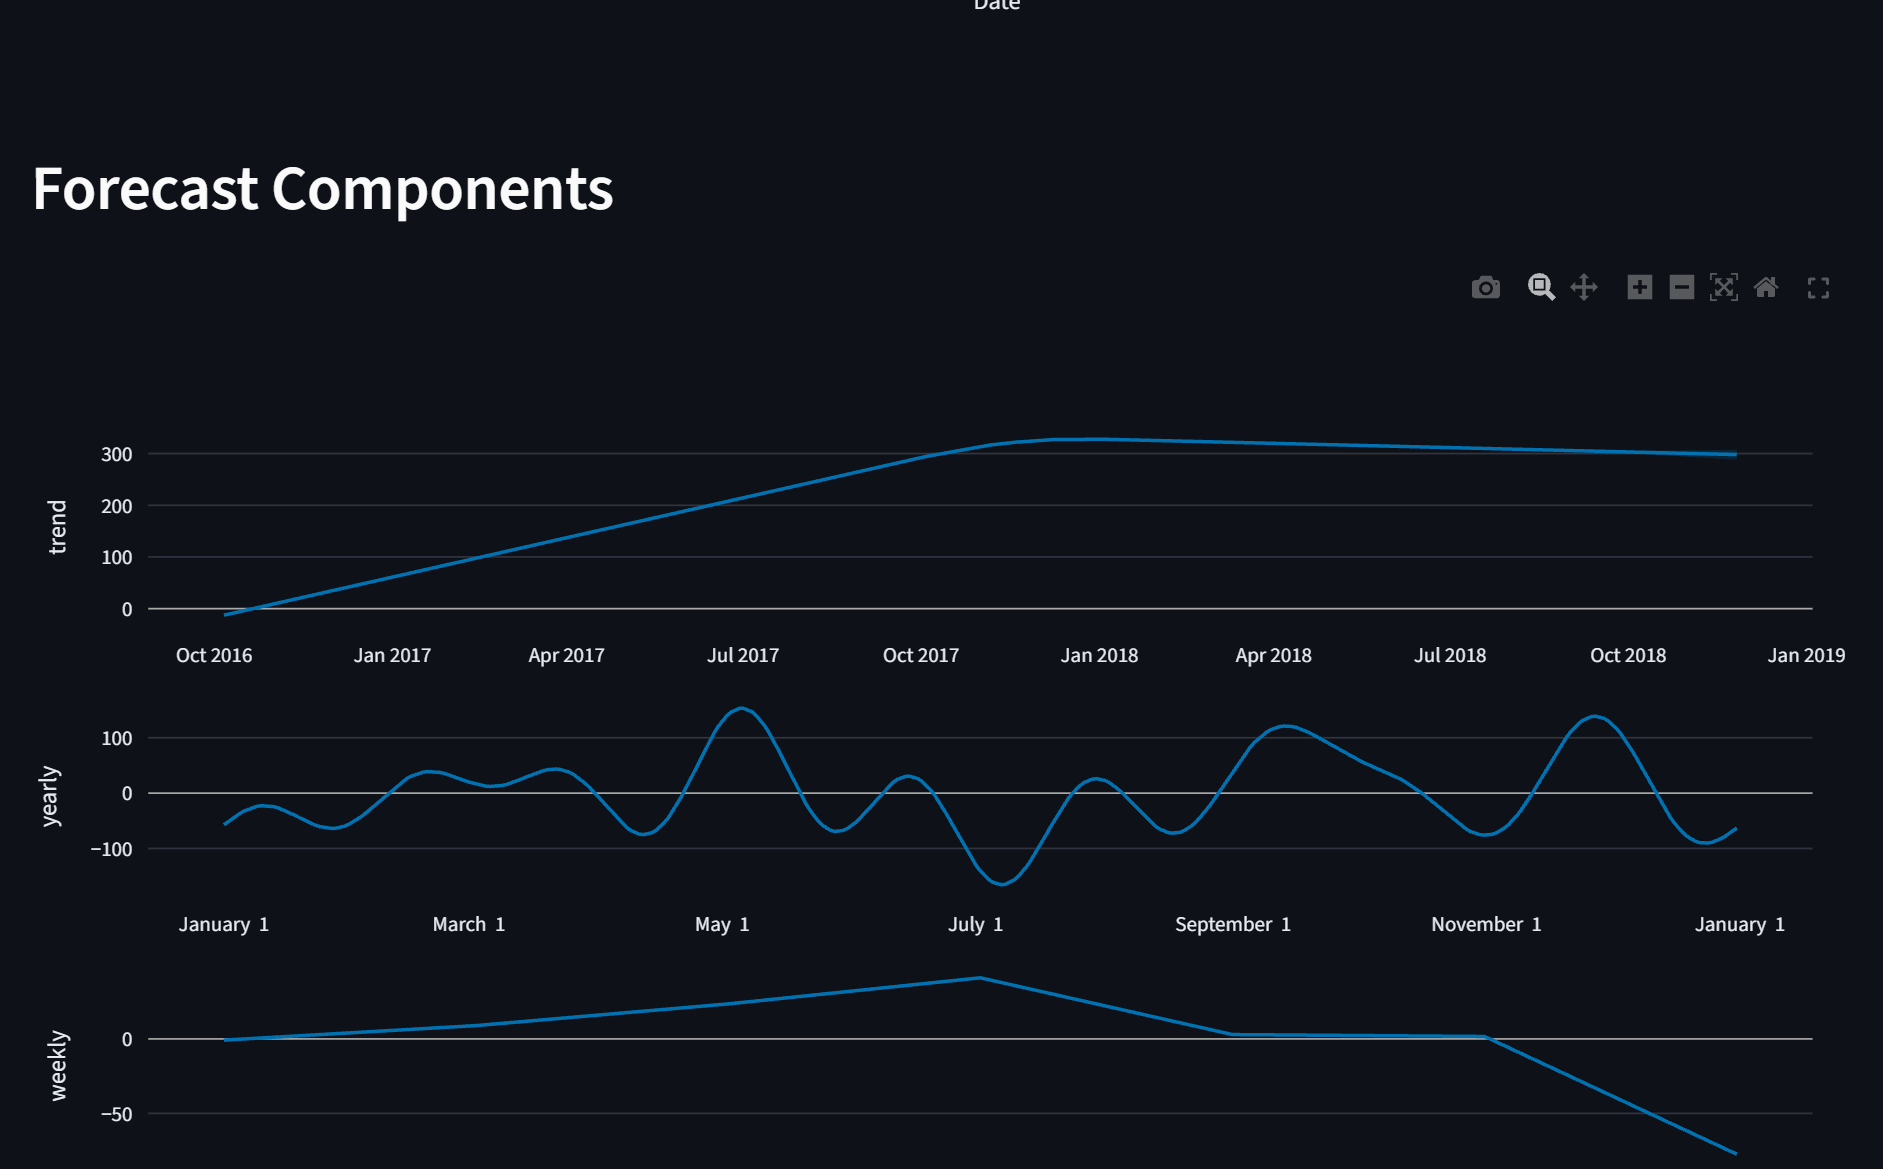 Date
Forecast Components
trend
300
200
100
0
Oct 2016 Jan 2017 Apr 2017 Jul 2017 Oct 2017 Jan 2018 Apr 2018 Jul 2018 Oct 2018 Jan 2019
yearly
100
0
−100
January 1 March 1 May 1 July 1 September 1 November 1 January 1
weekly
0
−50